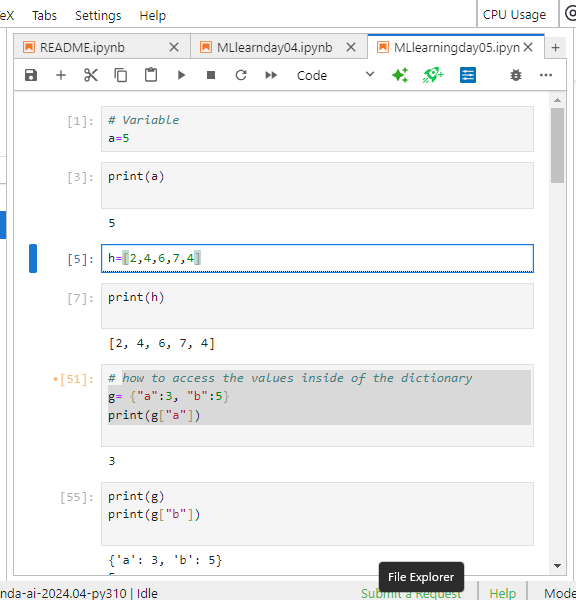 eX Tabs Settings Help CPU Usage
README.ipynb MLlearnday04.ipynb MLlearningday05.ipyn
Code
[1]: # Variable
a=5
[3]: print(a)
5
[5]: h=[2,4,6,7,4]
[7]: print(h)
[2, 4, 6, 7, 4]
•[51]: # how to access the values inside of the dictionary
g= {"a":3, "b":5}
print(g["a"])
3
[55]: print(g)
print(g["b"])
{'a': 3, 'b': 5}
File Explorer
nda-ai-2024.04-py310 | Idle Submit a Request Help Mode